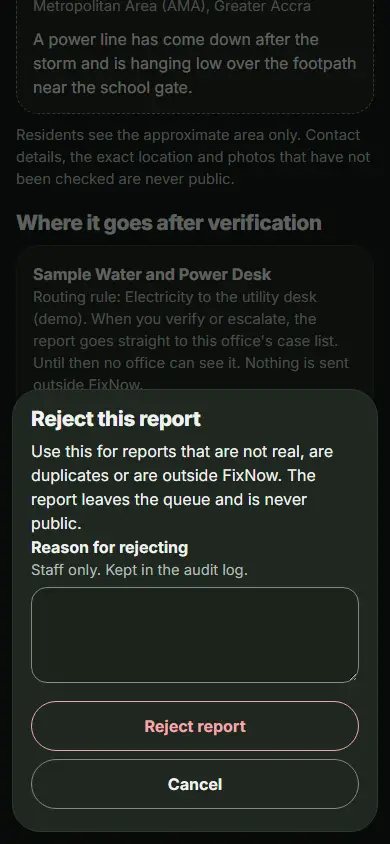 Metropolitan Area (AMA), Greater Accra
A power line has come down after the
storm and is hanging low over the footpath
near the school gate.
Residents see the approximate area only. Contact
details, the exact location and photos that have not
been checked are never public.
Where it goes after verification
Sample Water and Power Desk
Routing rule: Electricity to the utility desk
(demo). When you verify or escalate, the
report goes straight to this office's case list.
Until then no office can see it. Nothing is sent
outside FixNow.
Reject this report
Use this for reports that are not real, are
duplicates or are outside FixNow. The
report leaves the queue and is never
public.
Reason for rejecting
Staff only. Kept in the audit log.
Reject report
Cancel